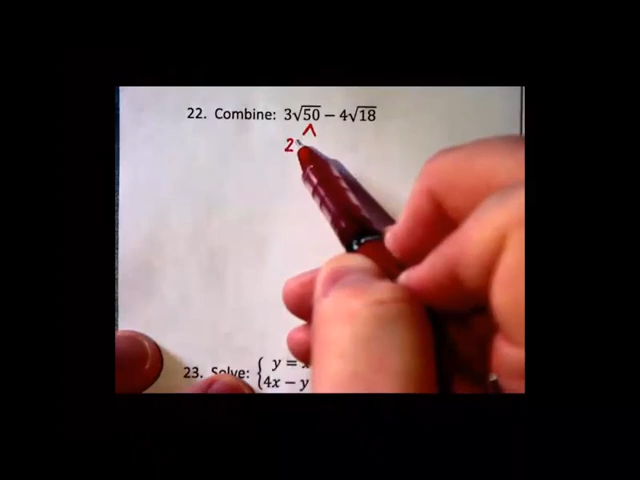 22. Combine: 3√50 − 4√18
2
23. Solve: { y =
4x − y